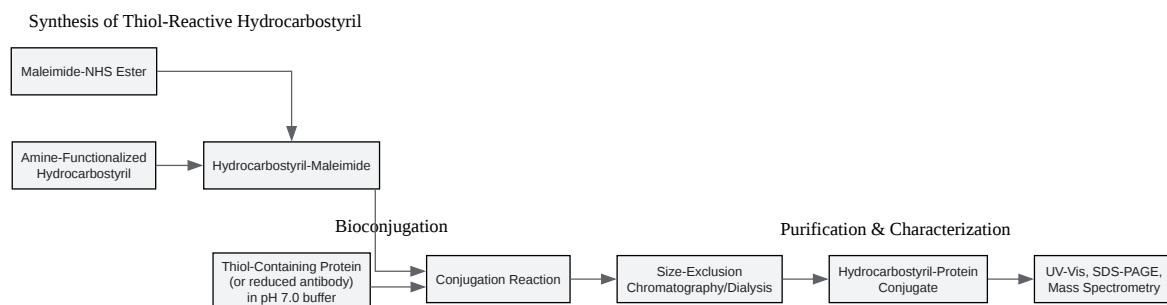 Synthesis of Thiol-Reactive Hydrocarbostyril
Maleimide-NHS Ester
Amine-Functionalized
Hydrocarbostyril
Hydrocarbostyril-Maleimide
Bioconjugation
Thiol-Containing Protein
(or reduced antibody)
in pH 7.0 buffer
Conjugation Reaction
Purification & Characterization
Size-Exclusion
Chromatography/Dialysis
Hydrocarbostyril-Protein
Conjugate
UV-Vis, SDS-PAGE,
Mass Spectrometry